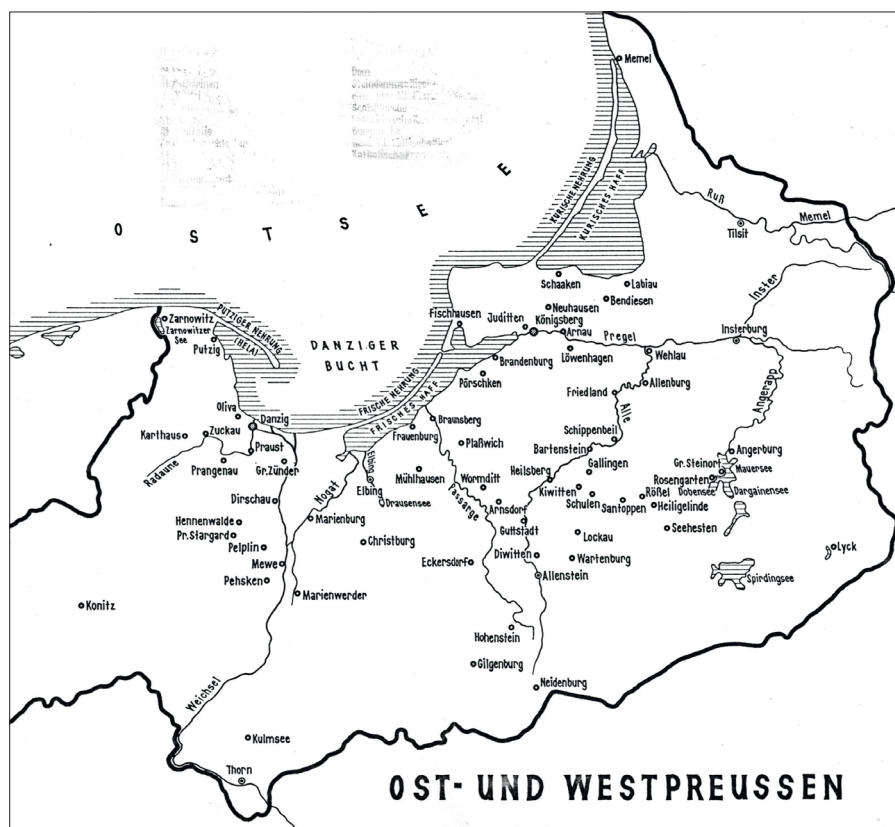 Memel
OSTSEE
KURISCHE NEHRUNG
KURISCHES HAFF
Ruß
Memel
Tilsit
Schaaken
Labiau
Bendiesen
Inster
Neuhausen
Zarnowitz
Zarnowitzer
See
PUTZIGER NEHRUNG
(HELA)
Putzig
DANZIGER
BUCHT
Fischhausen
Juditten
Königsberg
Arnau
Pregel
Insterburg
Löwenhagen
Wehlau
Brandenburg
Pörschken
FRISCHE NEHRUNG
FRISCHES HAFF
Friedland
Allenburg
Alle
Angerapp
Oliva
Danzig
Karthaus
Zuckau
Praust
Radaune
Prangenau
Gr. Zünder
Braunsberg
Frauenburg
Plaßwich
Schippenbeil
Bartenstein
Gallingen
Angerburg
Gr. Steinort
Mauersee
Rosengarten
Dobensee
Dargainensee
Nogat
Elbing
Elbing
Drausensee
Mühlhausen
Wormditt
Heilsberg
Kiwitten
Schulen
Santoppen
Rößel
Heiligelinde
Dirschau
Marienburg
Passarge
Arnsdorf
Guttstadt
Hennenwalde
Pr. Stargard
Pelplin
Christburg
Lockau
Seehesten
Lyck
Mewe
Pehsken
Eckersdorf
Diwitten
Wartenburg
Allenstein
Spirdingsee
Marienwerder
Konitz
Hohenstein
Gilgenburg
Neidenburg
Weichsel
Kulmsee
Thorn
OST- UND WESTPREUSSEN